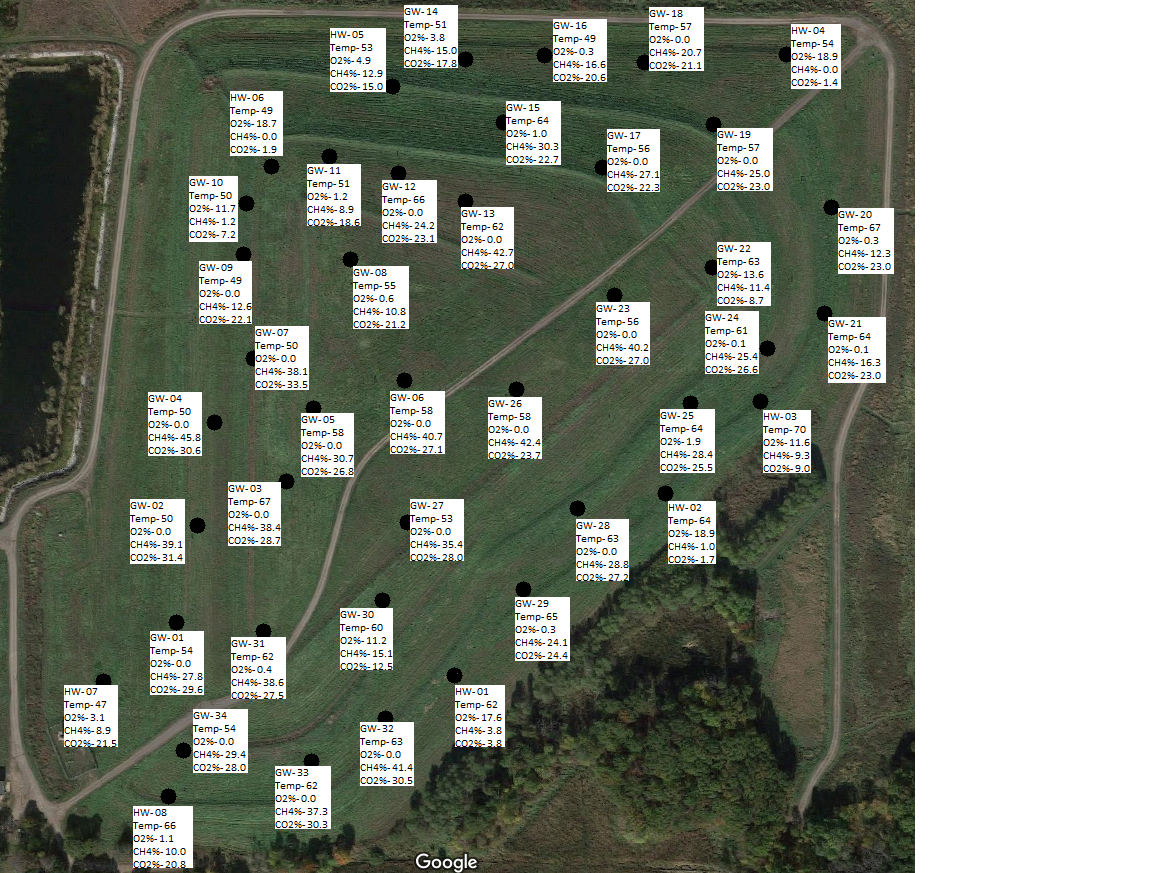 GW-14
Temp-51
O2%-3.8
CH4%-15.0
CO2%-17.8
GW-18
Temp-57
O2%-0.0
CH4%-20.7
CO2%-21.1
GW-16
Temp-49
O2%-0.3
CH4%-16.6
CO2%-20.6
HW-04
Temp-54
O2%-18.9
CH4%-0.0
CO2%-1.4
HW-05
Temp-53
O2%-4.9
CH4%-12.9
CO2%-15.0
HW-06
Temp-49
O2%-18.7
CH4%-0.0
CO2%-1.9
GW-15
Temp-64
O2%-1.0
CH4%-30.3
CO2%-22.7
GW-17
Temp-56
O2%-0.0
CH4%-27.1
CO2%-22.3
GW-19
Temp-57
O2%-0.0
CH4%-25.0
CO2%-23.0
GW-11
Temp-51
O2%-1.2
CH4%-8.9
CO2%-18.6
GW-10
Temp-50
O2%-11.7
CH4%-1.2
CO2%-7.2
GW-12
Temp-66
O2%-0.0
CH4%-24.2
CO2%-23.1
GW-13
Temp-62
O2%-0.0
CH4%-42.7
CO2%-27.0
GW-20
Temp-67
O2%-0.3
CH4%-12.3
CO2%-23.0
GW-22
Temp-63
O2%-13.6
CH4%-11.4
CO2%-8.7
GW-09
Temp-49
O2%-0.0
CH4%-12.6
CO2%-22.1
GW-08
Temp-55
O2%-0.6
CH4%-10.8
CO2%-21.2
GW-23
Temp-56
O2%-0.0
CH4%-40.2
CO2%-27.0
GW-24
Temp-61
O2%-0.1
CH4%-25.4
CO2%-26.6
GW-21
Temp-64
O2%-0.1
CH4%-16.3
CO2%-23.0
GW-07
Temp-50
O2%-0.0
CH4%-38.1
CO2%-33.5
GW-04
Temp-50
O2%-0.0
CH4%-45.8
CO2%-30.6
GW-06
Temp-58
O2%-0.0
CH4%-40.7
CO2%-27.1
GW-26
Temp-58
O2%-0.0
CH4%-42.4
CO2%-23.7
GW-05
Temp-58
O2%-0.0
CH4%-30.7
CO2%-26.8
GW-25
Temp-64
O2%-1.9
CH4%-28.4
CO2%-25.5
HW-03
Temp-70
O2%-11.6
CH4%-9.3
CO2%-9.0
GW-03
Temp-67
O2%-0.0
CH4%-38.4
CO2%-28.7
GW-02
Temp-50
O2%-0.0
CH4%-39.1
CO2%-31.4
GW-27
Temp-53
O2%-0.0
CH4%-35.4
CO2%-28.0
HW-02
Temp-64
O2%-18.9
CH4%-1.0
CO2%-1.7
GW-28
Temp-63
O2%-0.0
CH4%-28.8
CO2%-27.2
GW-29
Temp-65
O2%-0.3
CH4%-24.1
CO2%-24.4
GW-30
Temp-60
O2%-11.2
CH4%-15.1
CO2%-12.5
GW-01
Temp-54
O2%-0.0
CH4%-27.8
CO2%-29.6
GW-31
Temp-62
O2%-0.4
CH4%-38.6
CO2%-27.5
HW-07
Temp-47
O2%-3.1
CH4%-8.9
CO2%-21.5
HW-01
Temp-62
O2%-17.6
CH4%-3.8
CO2%-3.8
GW-34
Temp-54
O2%-0.0
CH4%-29.4
CO2%-28.0
GW-32
Temp-63
O2%-0.0
CH4%-41.4
CO2%-30.5
GW-33
Temp-62
O2%-0.0
CH4%-37.3
CO2%-30.3
HW-08
Temp-66
O2%-1.1
CH4%-10.0
CO2%-20.8
Google